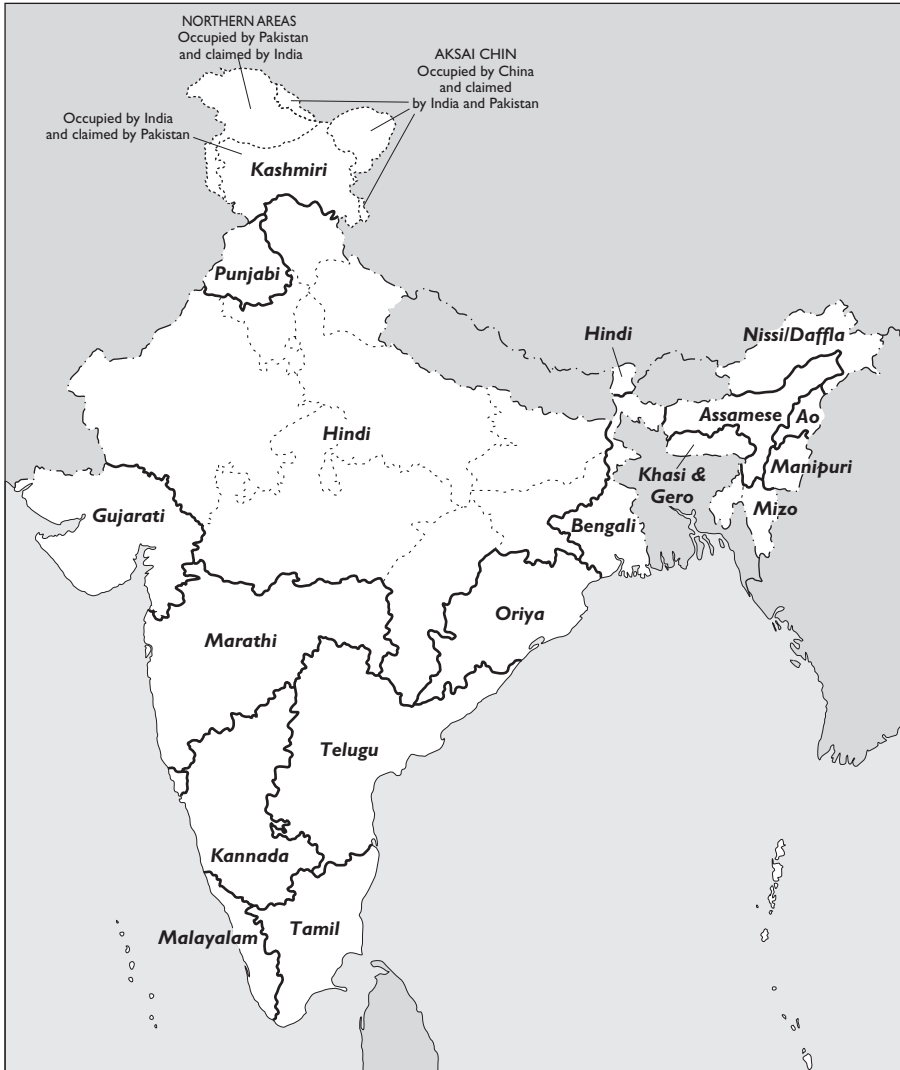 NORTHERN AREAS
Occupied by Pakistan
and claimed by India
AKSAI CHIN
Occupied by China
and claimed
by India and Pakistan
Occupied by India
and claimed by Pakistan
Kashmiri
Punjabi
Hindi
Nissi/Daffla
Assamese
Ao
Hindi
Khasi &
Gero
Manipuri
Mizo
Gujarati
Bengali
Oriya
Marathi
Telugu
Kannada
Malayalam
Tamil